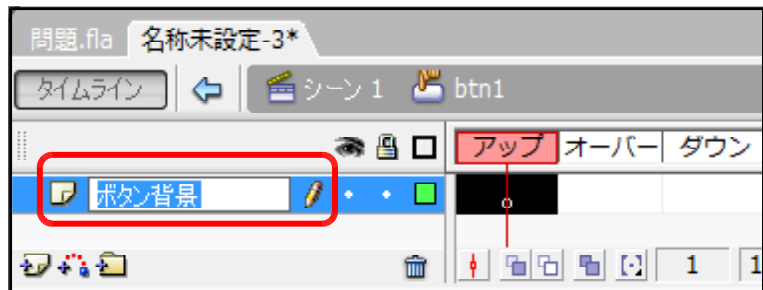 問題.fla 名称未設定-3*
タイムライン シーン 1 btn1
アップ オーバー ダウン
ボタン背景
1 1